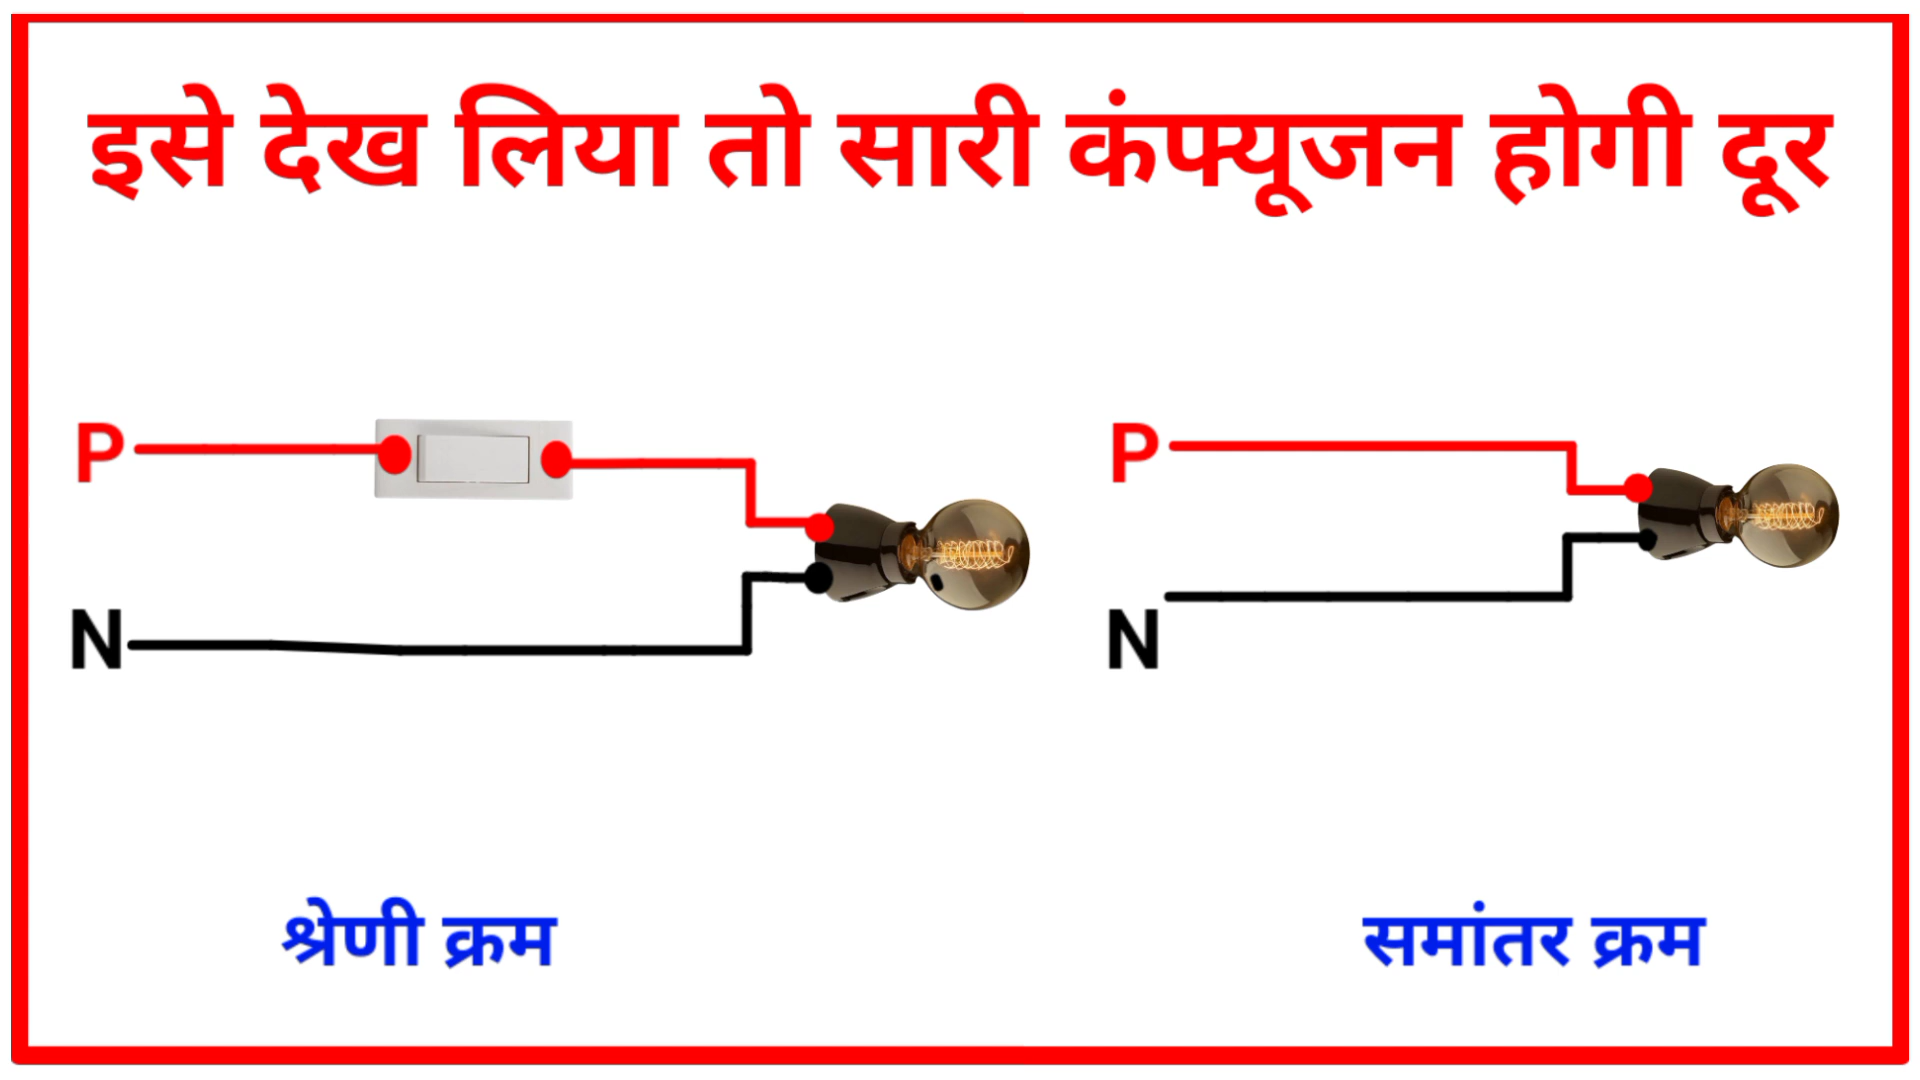 इसे देख लिया तो सारी कंफ्यूजन होगी दूर
P
N
P
N
श्रेणी क्रम
समांतर क्रम